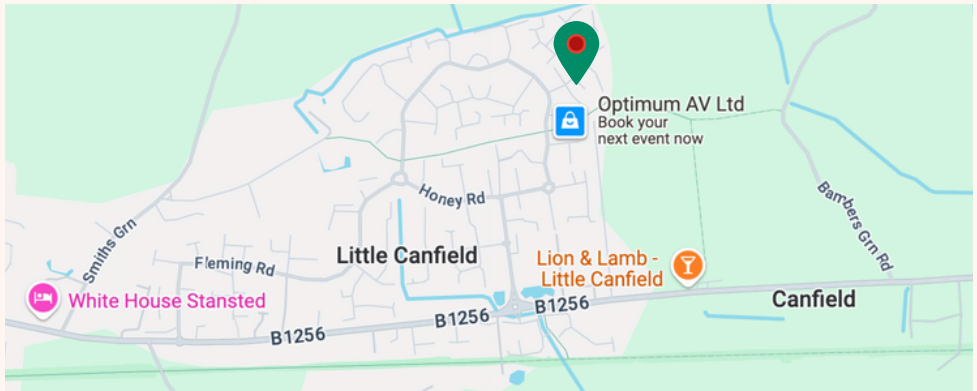 Optimum AV Ltd
Book your
next event now
Bambers Grn Rd
Honey Rd
Smiths Grn
Fleming Rd
Little Canfield
Lion & Lamb -
Little Canfield
White House Stansted
Canfield
B1256
B1256
B1256